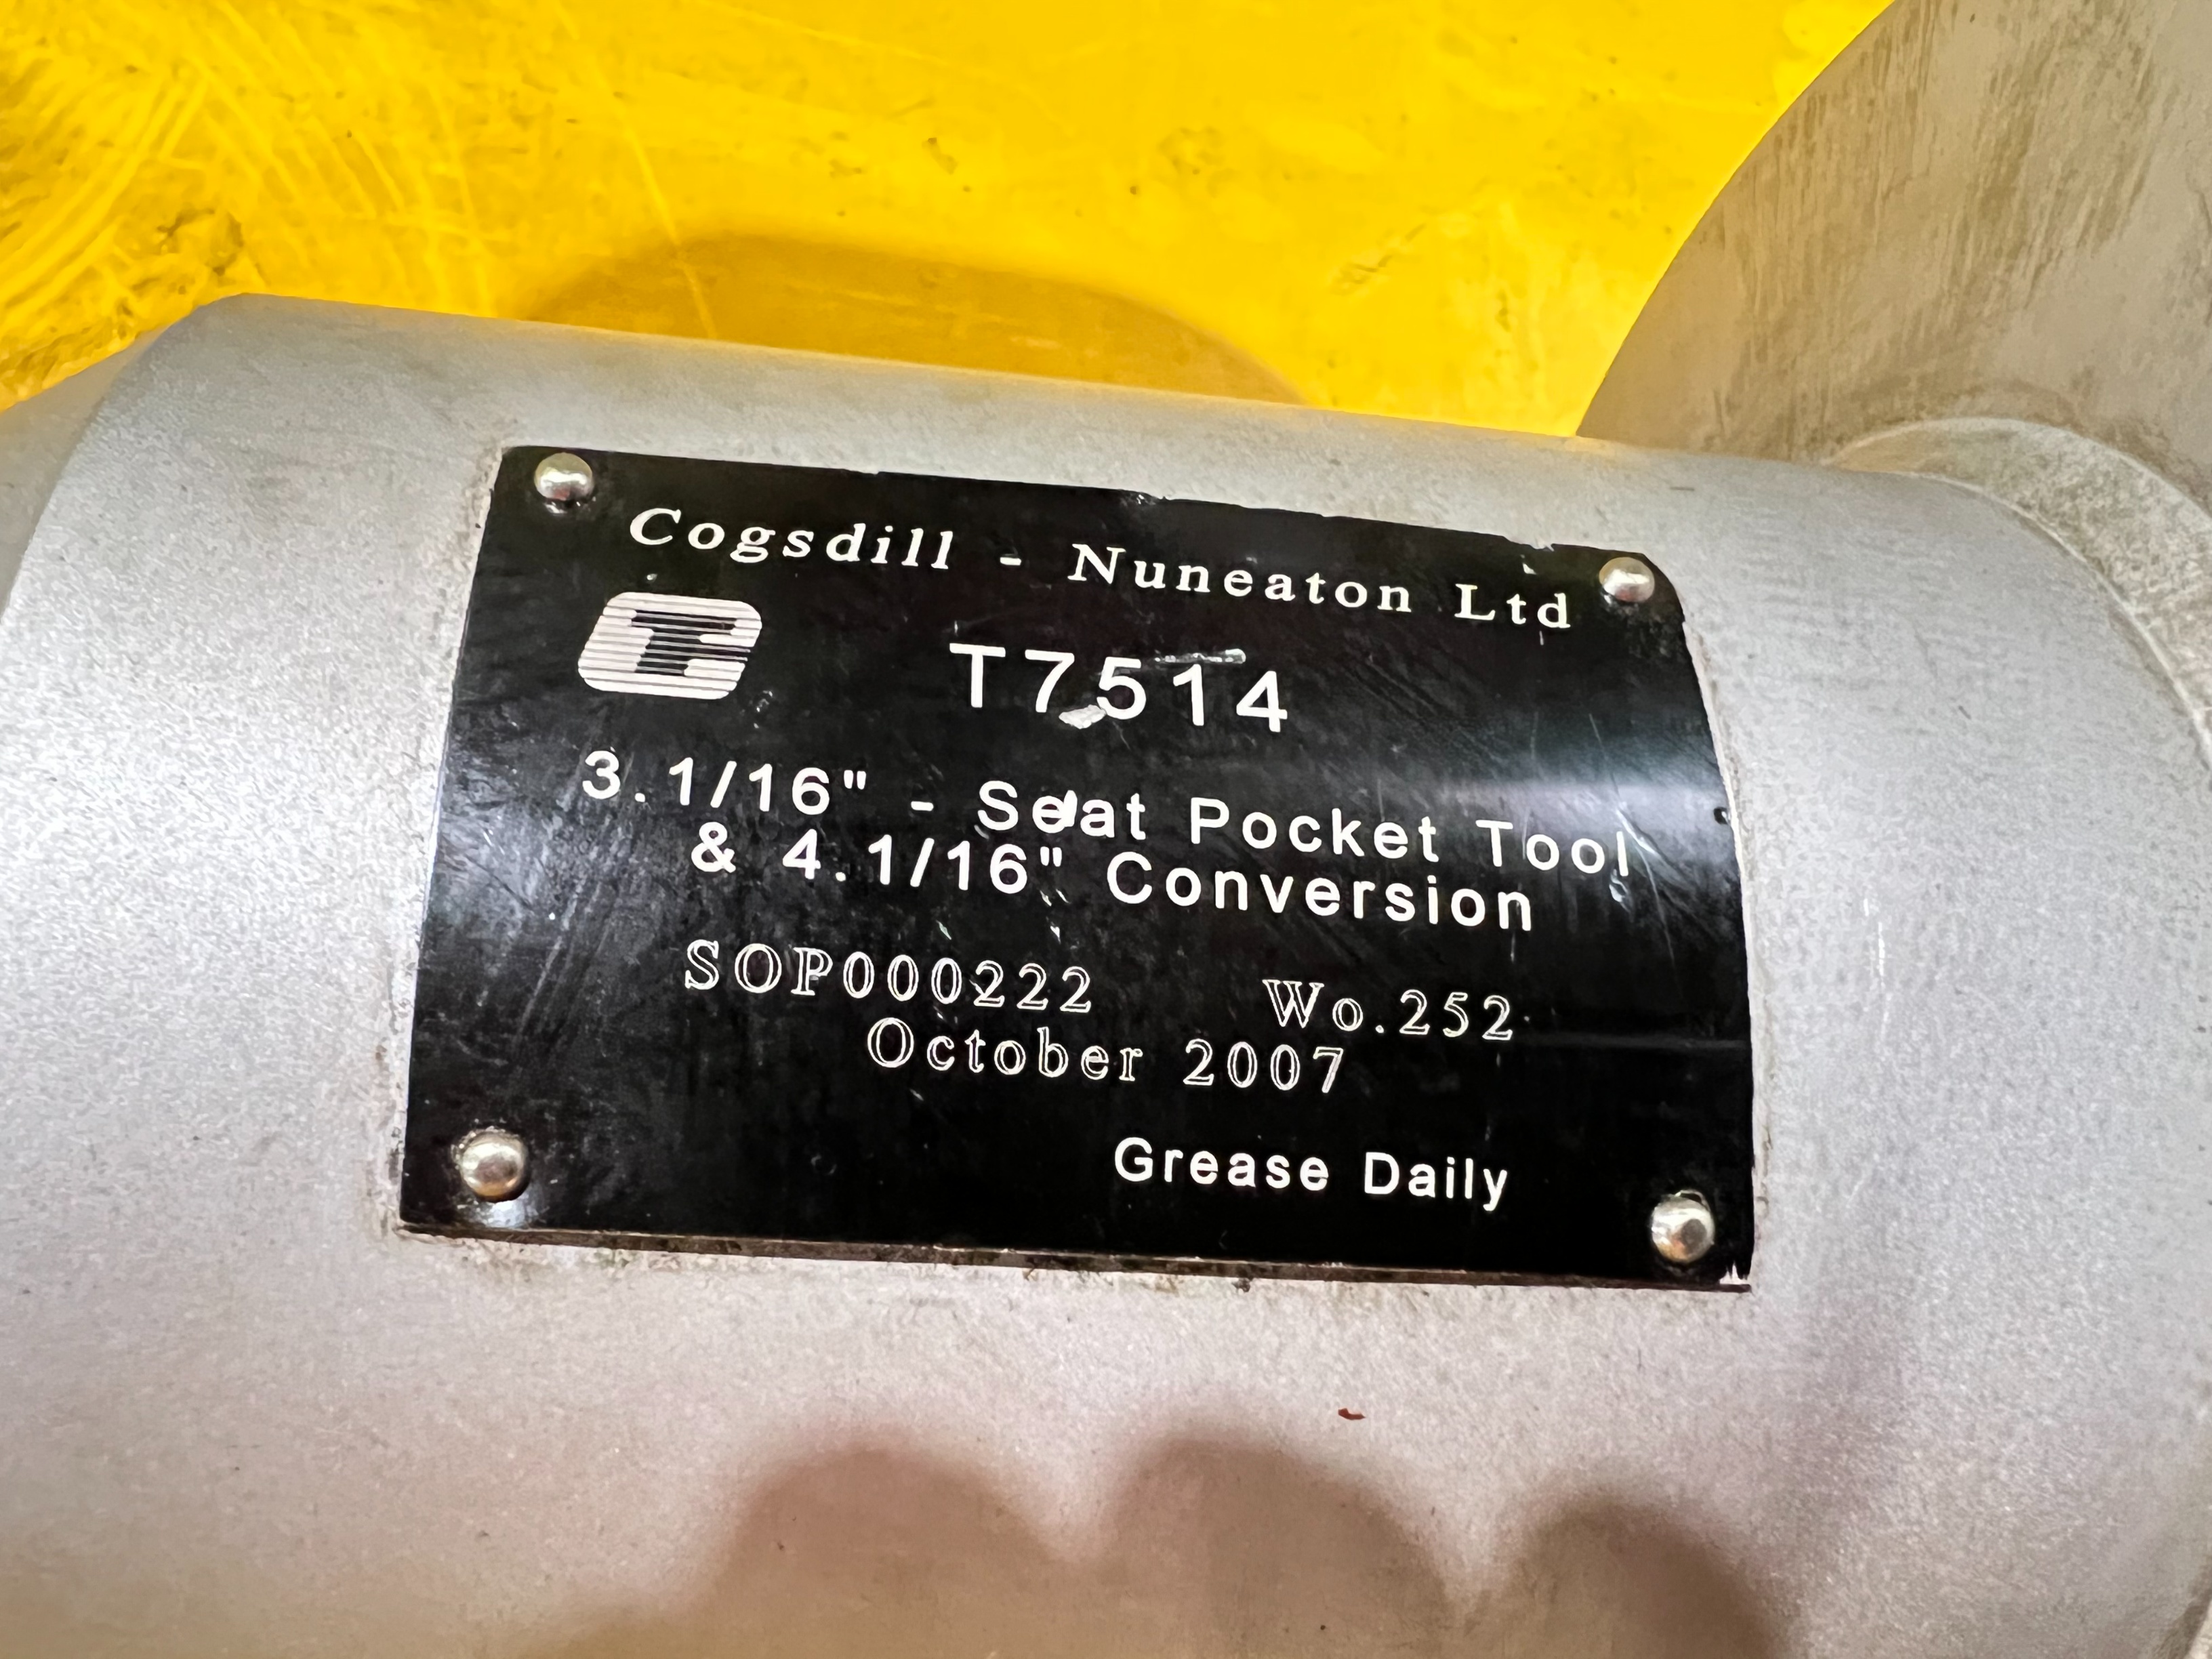 Cogsdill - Nuneaton Ltd
T
T7514
3.1/16" - Seat Pocket Tool
& 4.1/16" Conversion
SOP000222 Wo.252
October 2007
Grease Daily